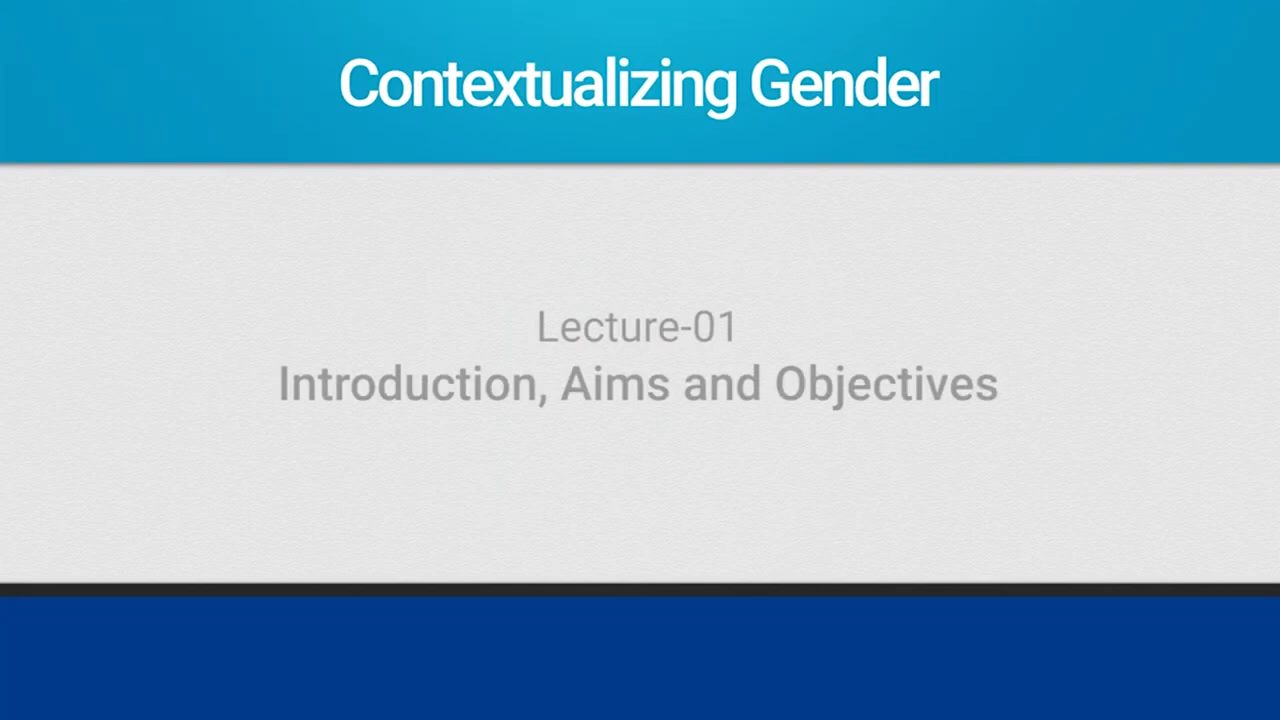 Contextualizing Gender
Lecture-01
Introduction, Aims and Objectives